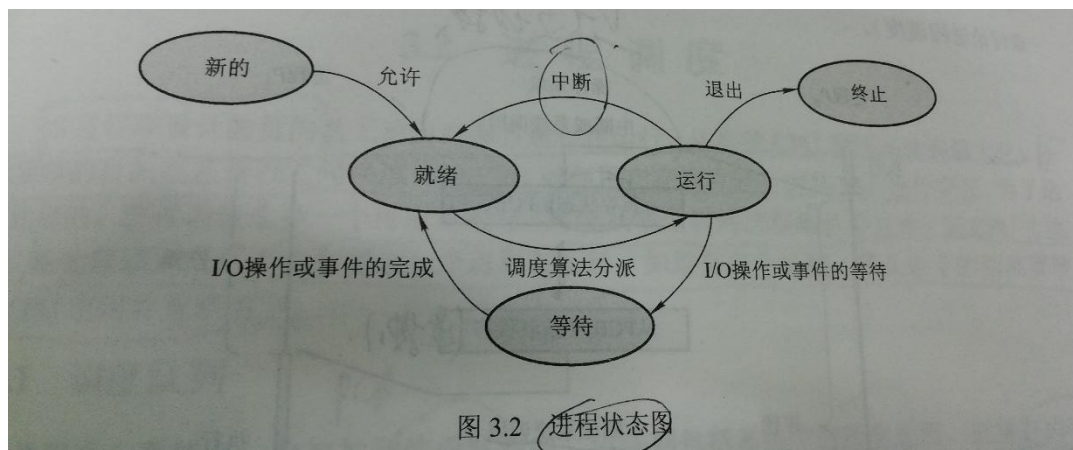 新的
允许
中断
退出
终止
就绪
运行
I/O操作或事件的完成
调度算法分派
I/O操作或事件的等待
等待
图 3.2 进程状态图